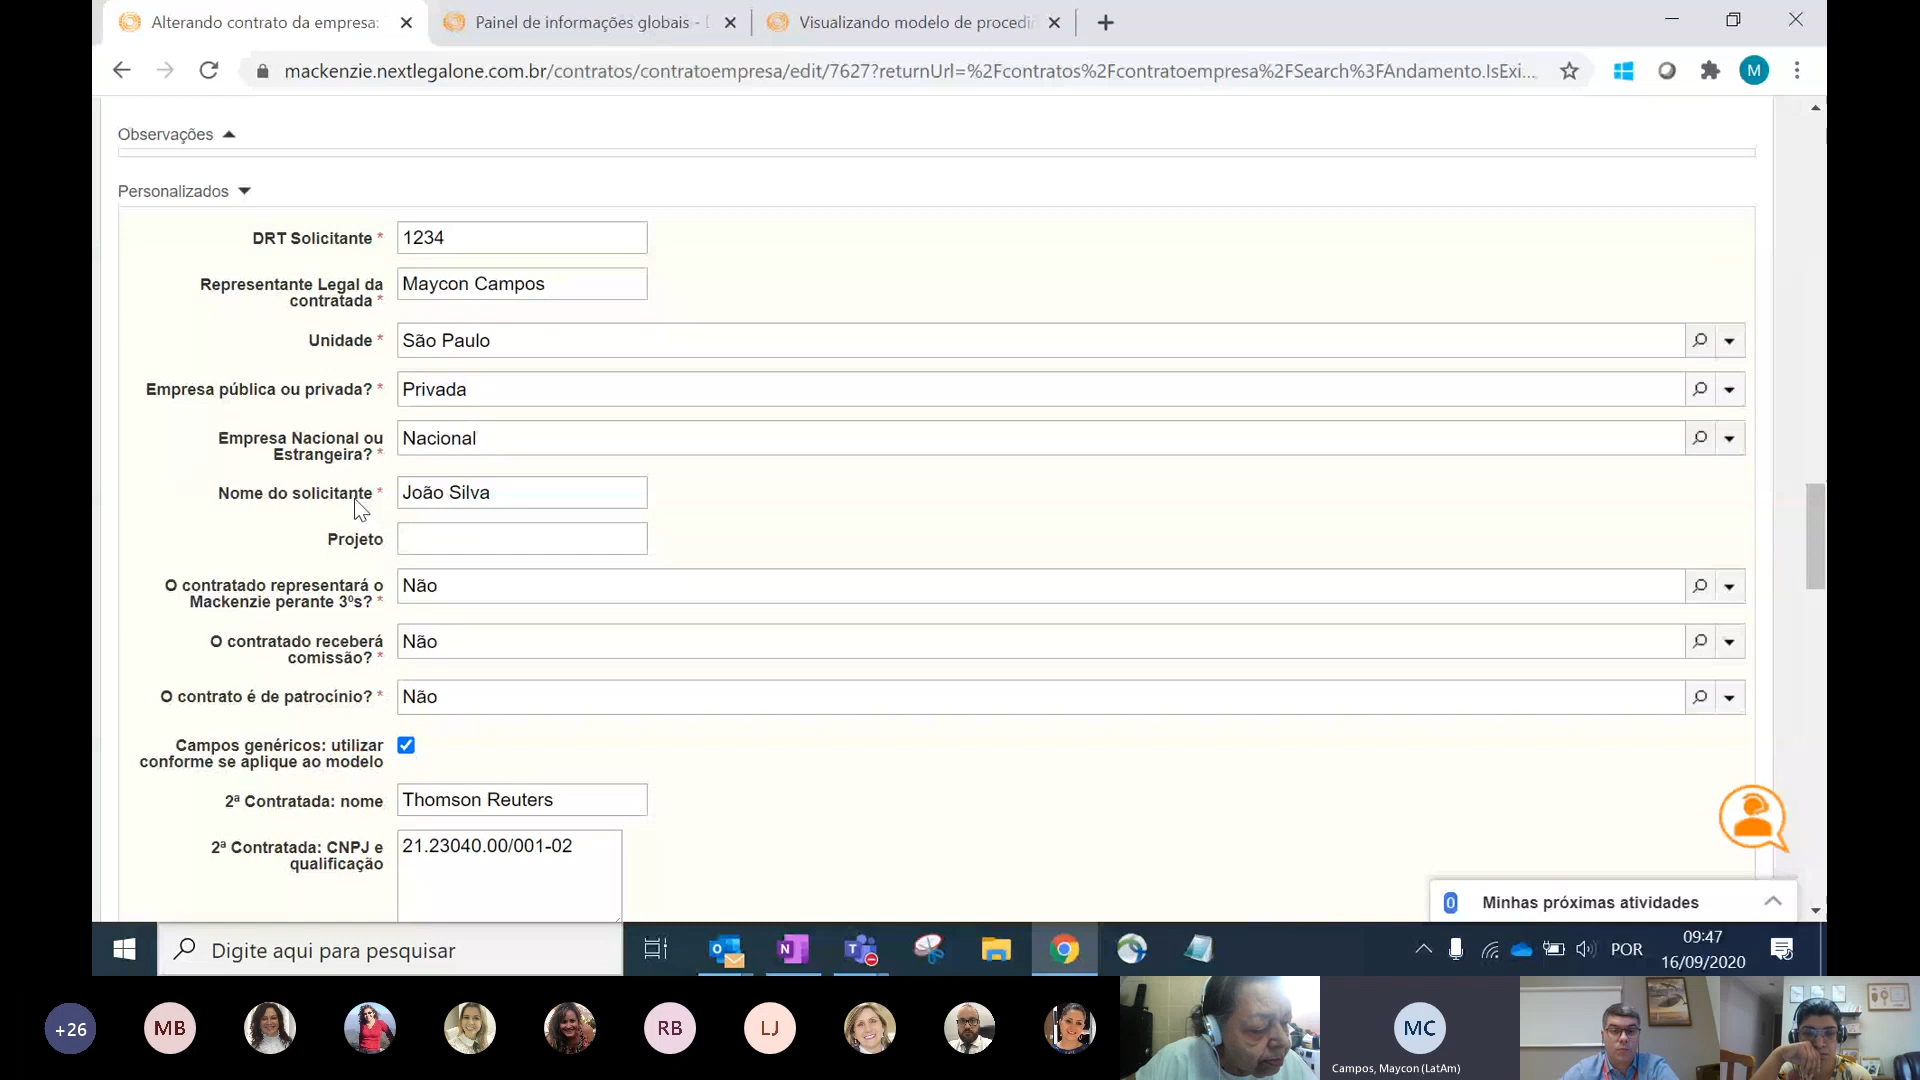 Alterando contrato da empresa:
Painel de informações globais -
Visualizando modelo de procedi
mackenzie.nextlegalone.com.br/contratos/contratoempresa/edit/7627?returnUrl=%2Fcontratos%2Fcontratoempresa%2FSearch%3FAndamento.IsExi...
M
Observações
Personalizados
DRT Solicitante * 1234
Representante Legal da
contratada *
Maycon Campos
Unidade * São Paulo
Empresa pública ou privada? * Privada
Empresa Nacional ou
Estrangeira? *
Nacional
Nome do solicitante * João Silva
Projeto
O contratado representará o
Mackenzie perante 3ºs? *
Não
O contratado receberá
comissão? *
Não
O contrato é de patrocínio? * Não
Campos genéricos: utilizar
conforme se aplique ao modelo
2ª Contratada: nome Thomson Reuters
2ª Contratada: CNPJ e
qualificação
21.23040.00/001-02
0 Minhas próximas atividades
Digite aqui para pesquisar
POR
09:47
16/09/2020
+26
MB
RB
LJ
MC
Campos, Maycon (LatAm)